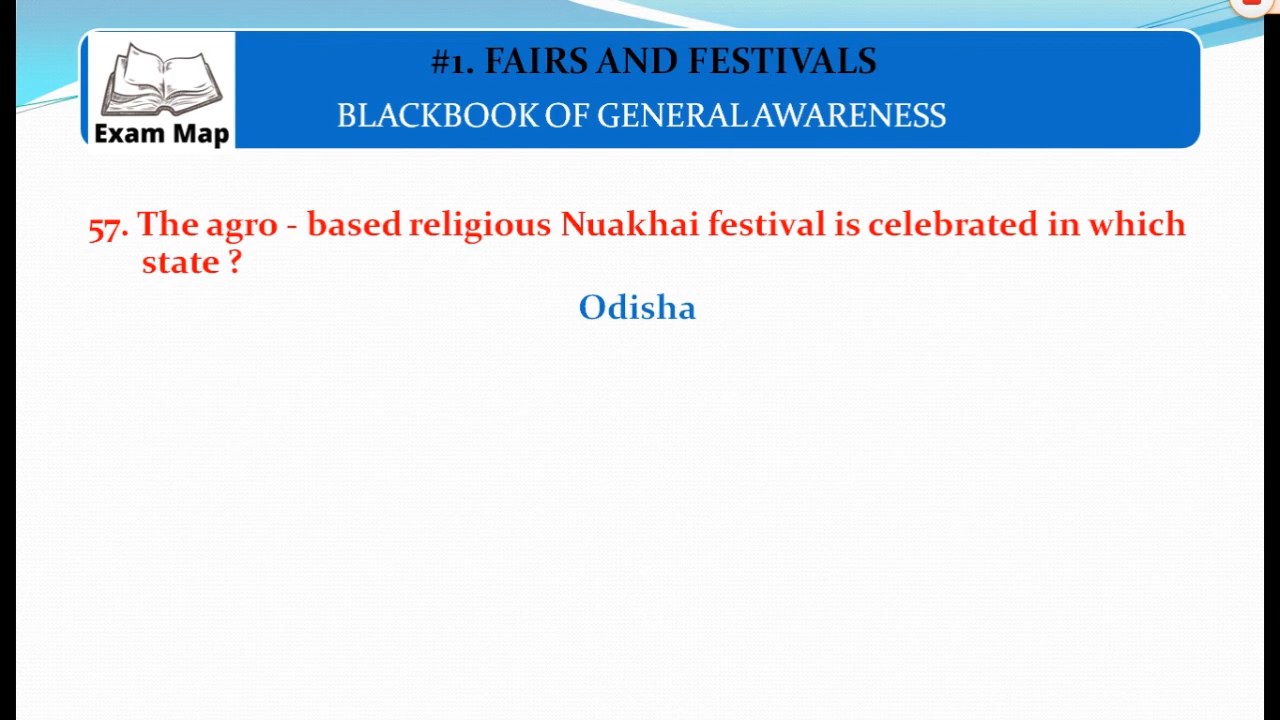 #1. FAIRS AND FESTIVALS
BLACKBOOK OF GENERAL AWARENESS
Exam Map
57. The agro - based religious Nuakhai festival is celebrated in which
state ?
Odisha